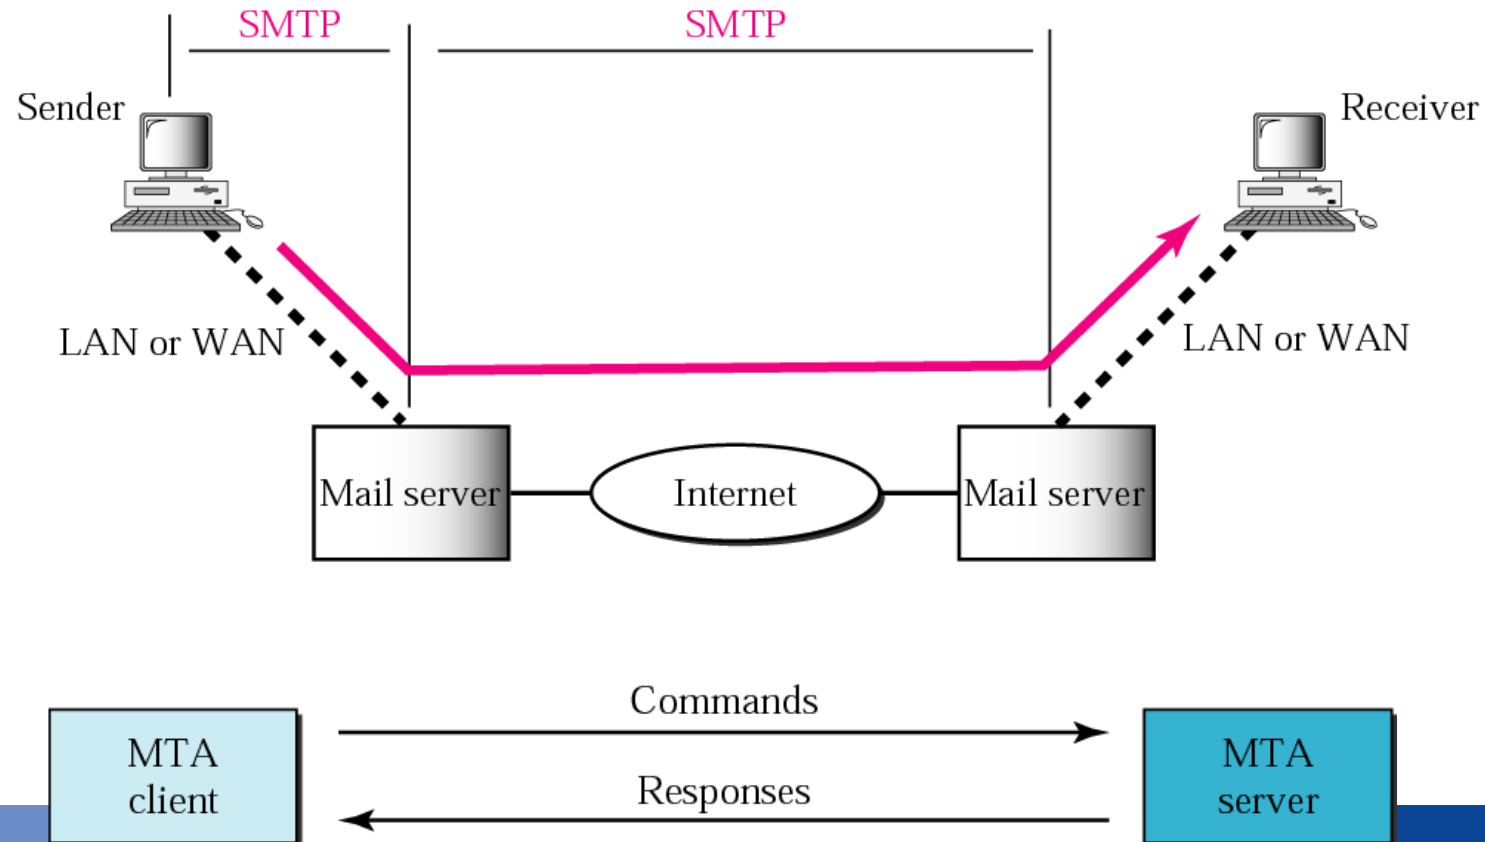 SMTP
SMTP
Sender
Receiver
LAN or WAN
LAN or WAN
Mail server
Internet
Mail server
Commands
MTA
client
MTA
server
Responses